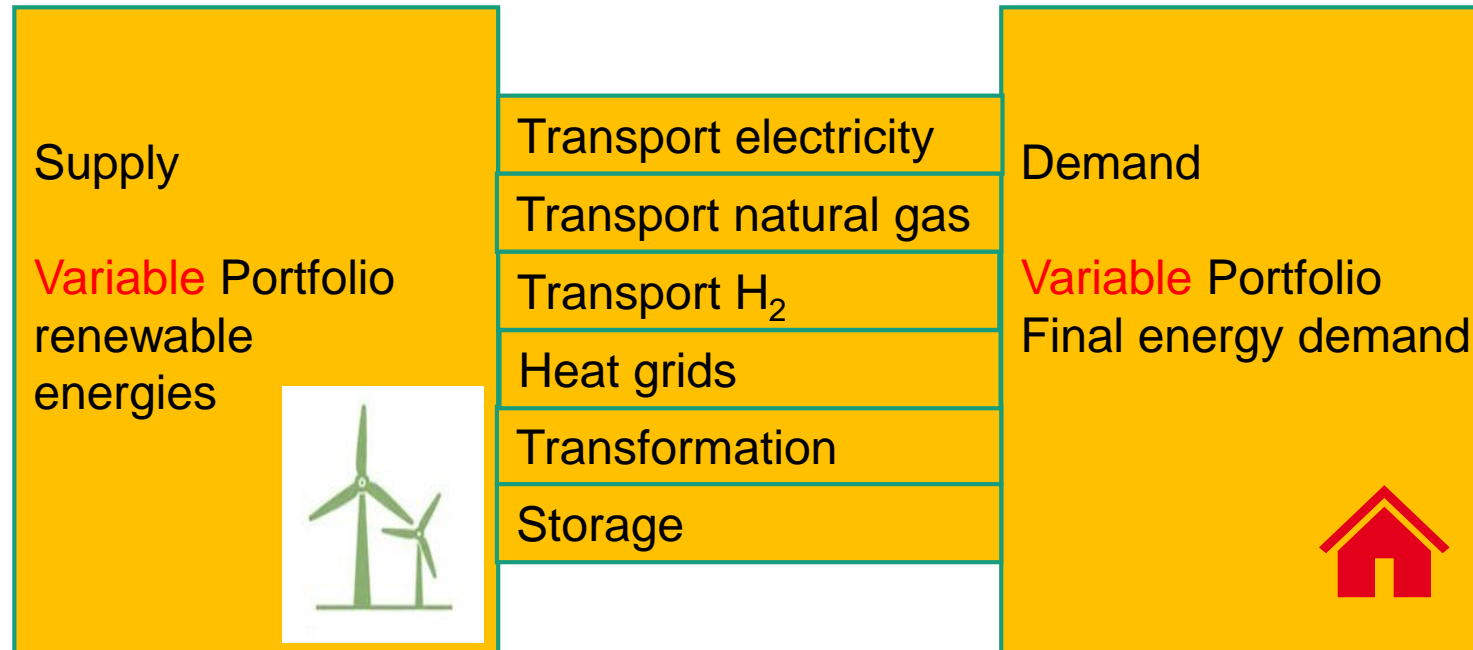 Supply
Variable Portfolio
renewable
energies
Transport electricity
Transport natural gas
Transport H₂
Heat grids
Transformation
Storage
Demand
Variable Portfolio
Final energy demand